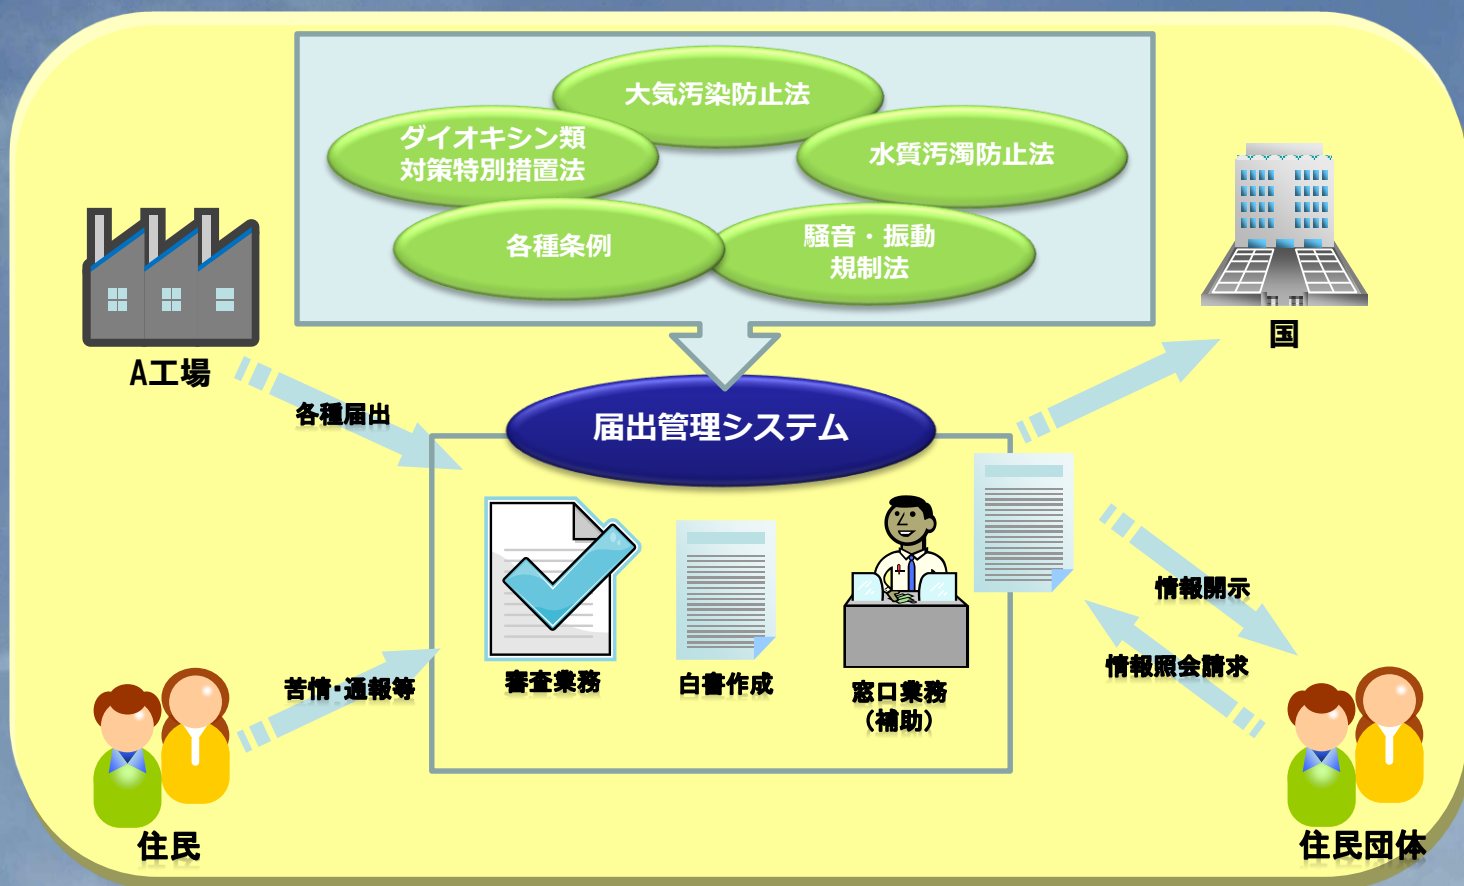 大気汚染防止法
ダイオキシン類
対策特別措置法
水質汚濁防止法
各種条例
騒音・振動
規制法
国
A工場
各種届出
届出管理システム
情報開示
情報照会請求
苦情・通報等
審査業務
白書作成
窓口業務
（補助）
住民
住民団体